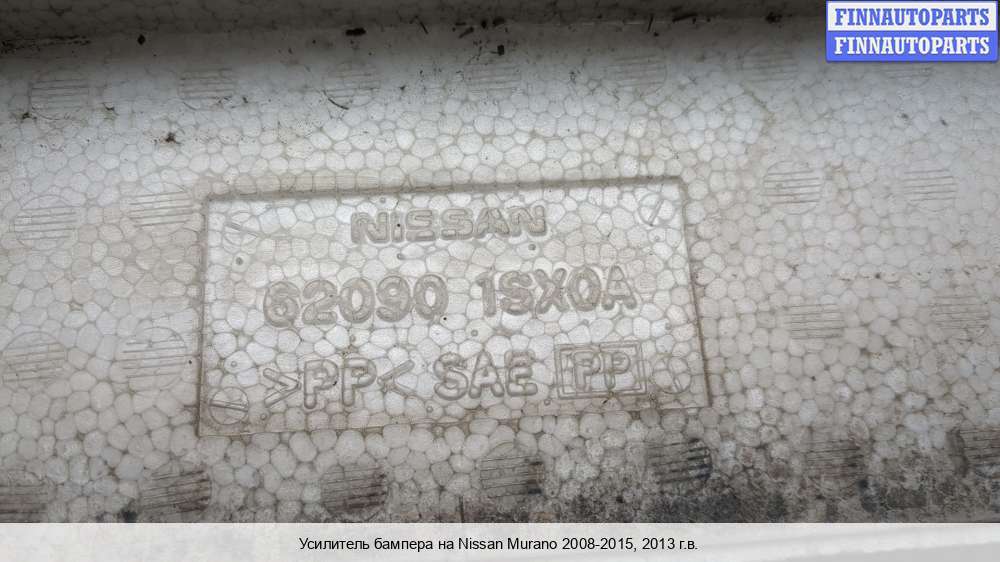 FINNAUTOPARTS
FINNAUTOPARTS
NISSAN
62090 1SX0A
>PP< SAE PP
Усилитель бампера на Nissan Murano 2008-2015, 2013 г.в.